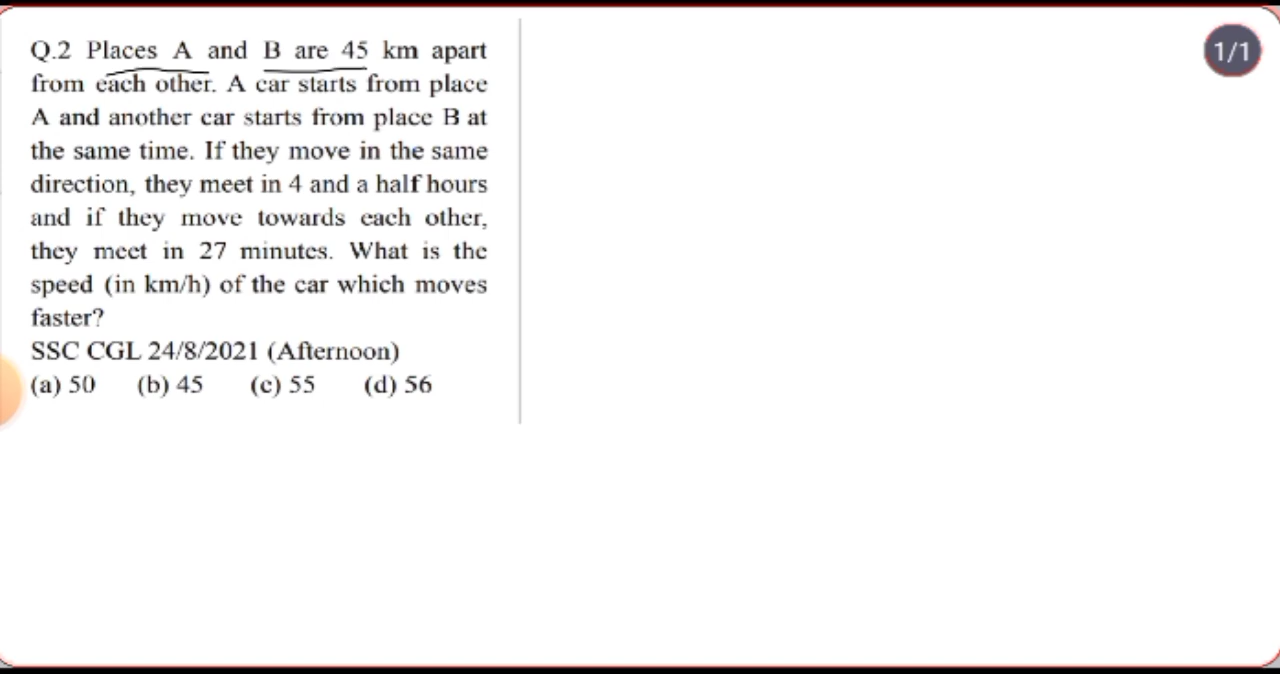 Q.2 Places A and B are 45 km apart
from each other. A car starts from place
A and another car starts from place B at
the same time. If they move in the same
direction, they meet in 4 and a half hours
and if they move towards each other,
they meet in 27 minutes. What is the
speed (in km/h) of the car which moves
faster?
SSC CGL 24/8/2021 (Afternoon)
(a) 50 (b) 45 (c) 55 (d) 56
1/1